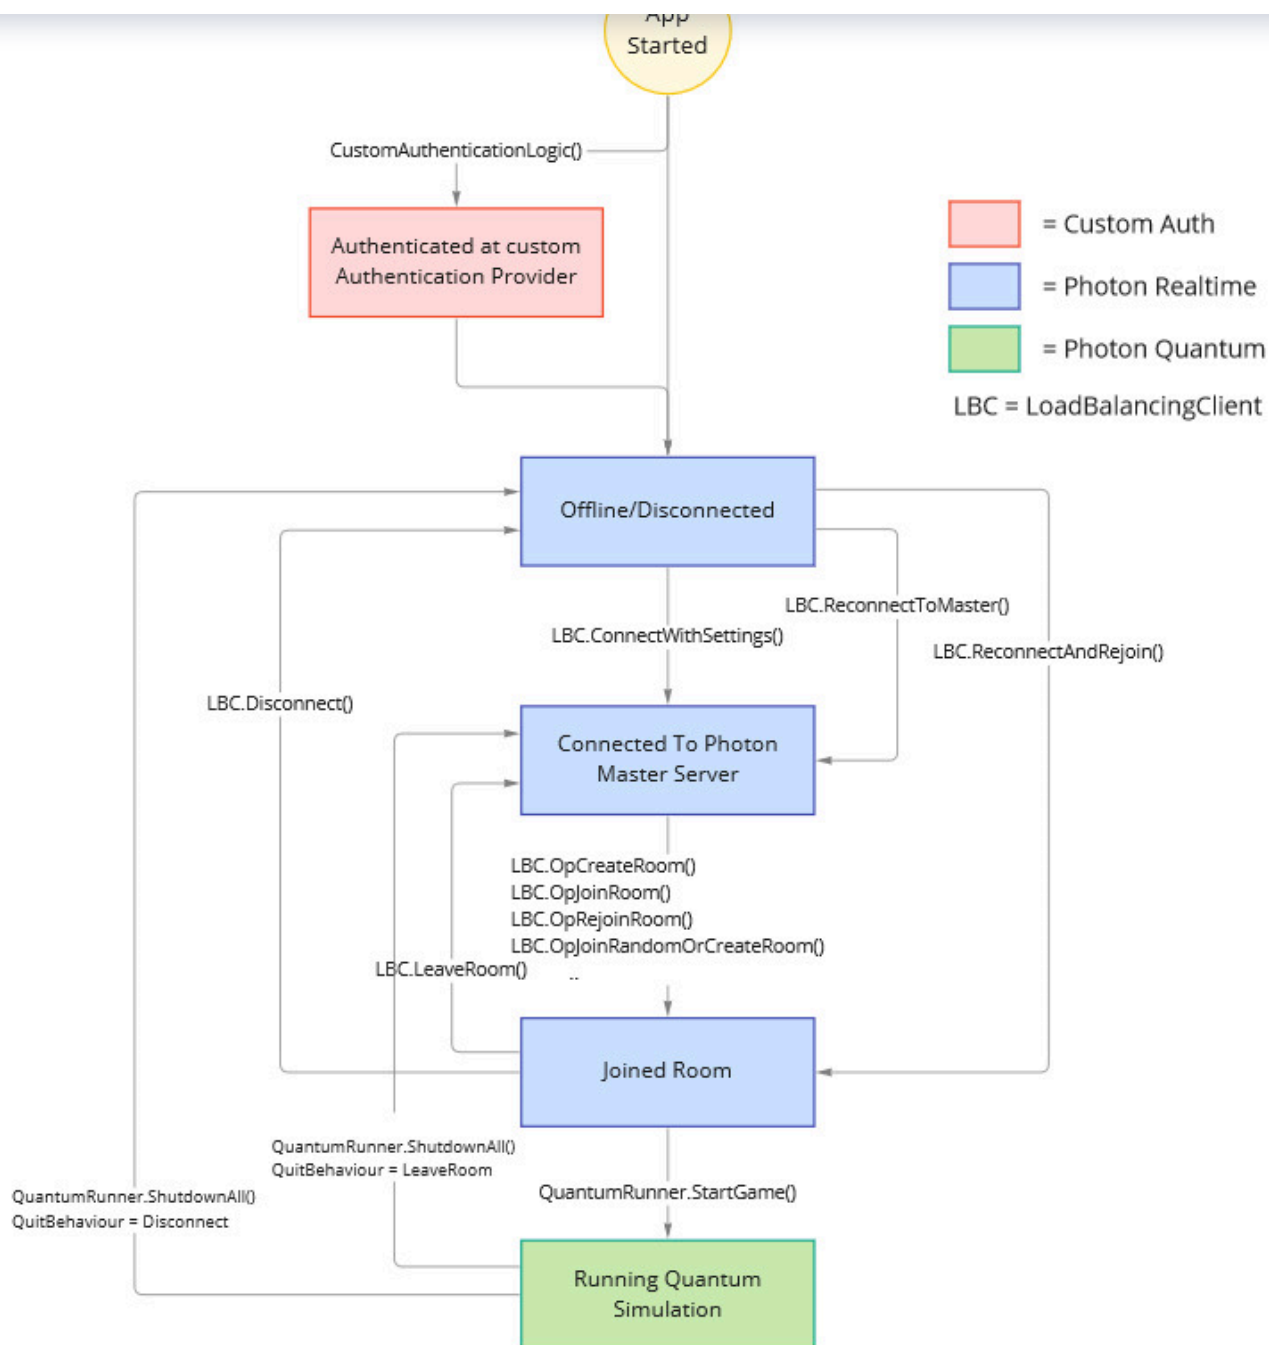 App
Started
CustomAuthenticationLogic()
Authenticated at custom
Authentication Provider
= Custom Auth
= Photon Realtime
= Photon Quantum
LBC = LoadBalancingClient
Offline/Disconnected
LBC.ReconnectToMaster()
LBC.ConnectWithSettings()
LBC.ReconnectAndRejoin()
LBC.Disconnect()
Connected To Photon
Master Server
LBC.OpCreateRoom()
LBC.OpJoinRoom()
LBC.OpRejoinRoom()
LBC.OpJoinRandomOrCreateRoom()
LBC.LeaveRoom()
Joined Room
QuantumRunner.ShutdownAll()
QuitBehaviour = LeaveRoom
QuantumRunner.ShutdownAll()
QuitBehaviour = Disconnect
QuantumRunner.StartGame()
Running Quantum
Simulation